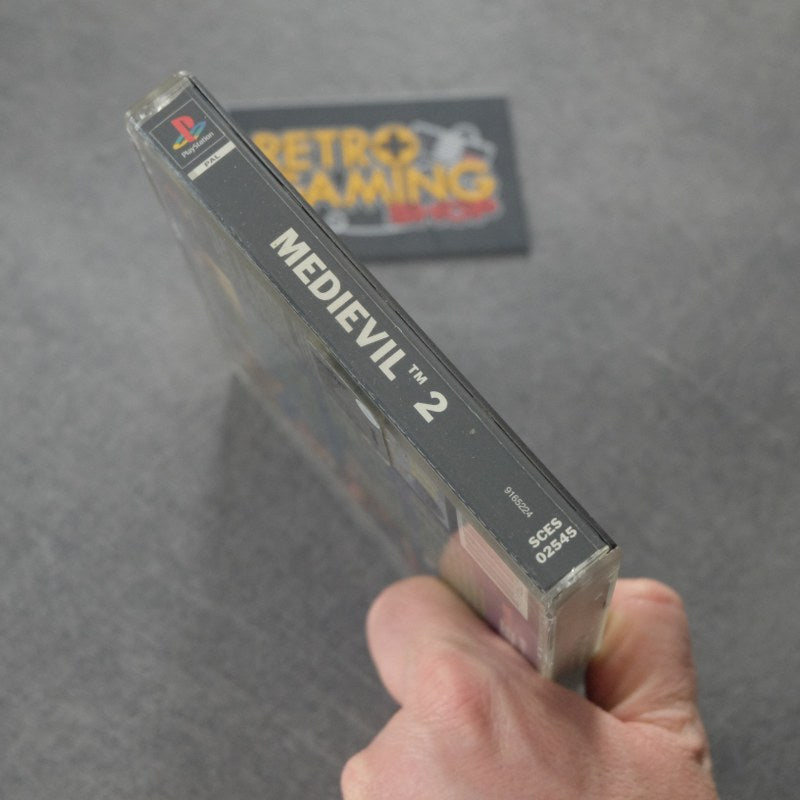 PlayStation
PAL
MEDIEVIL™ 2
9165224
SCES
02545
RETRO
GAMING
SHOP